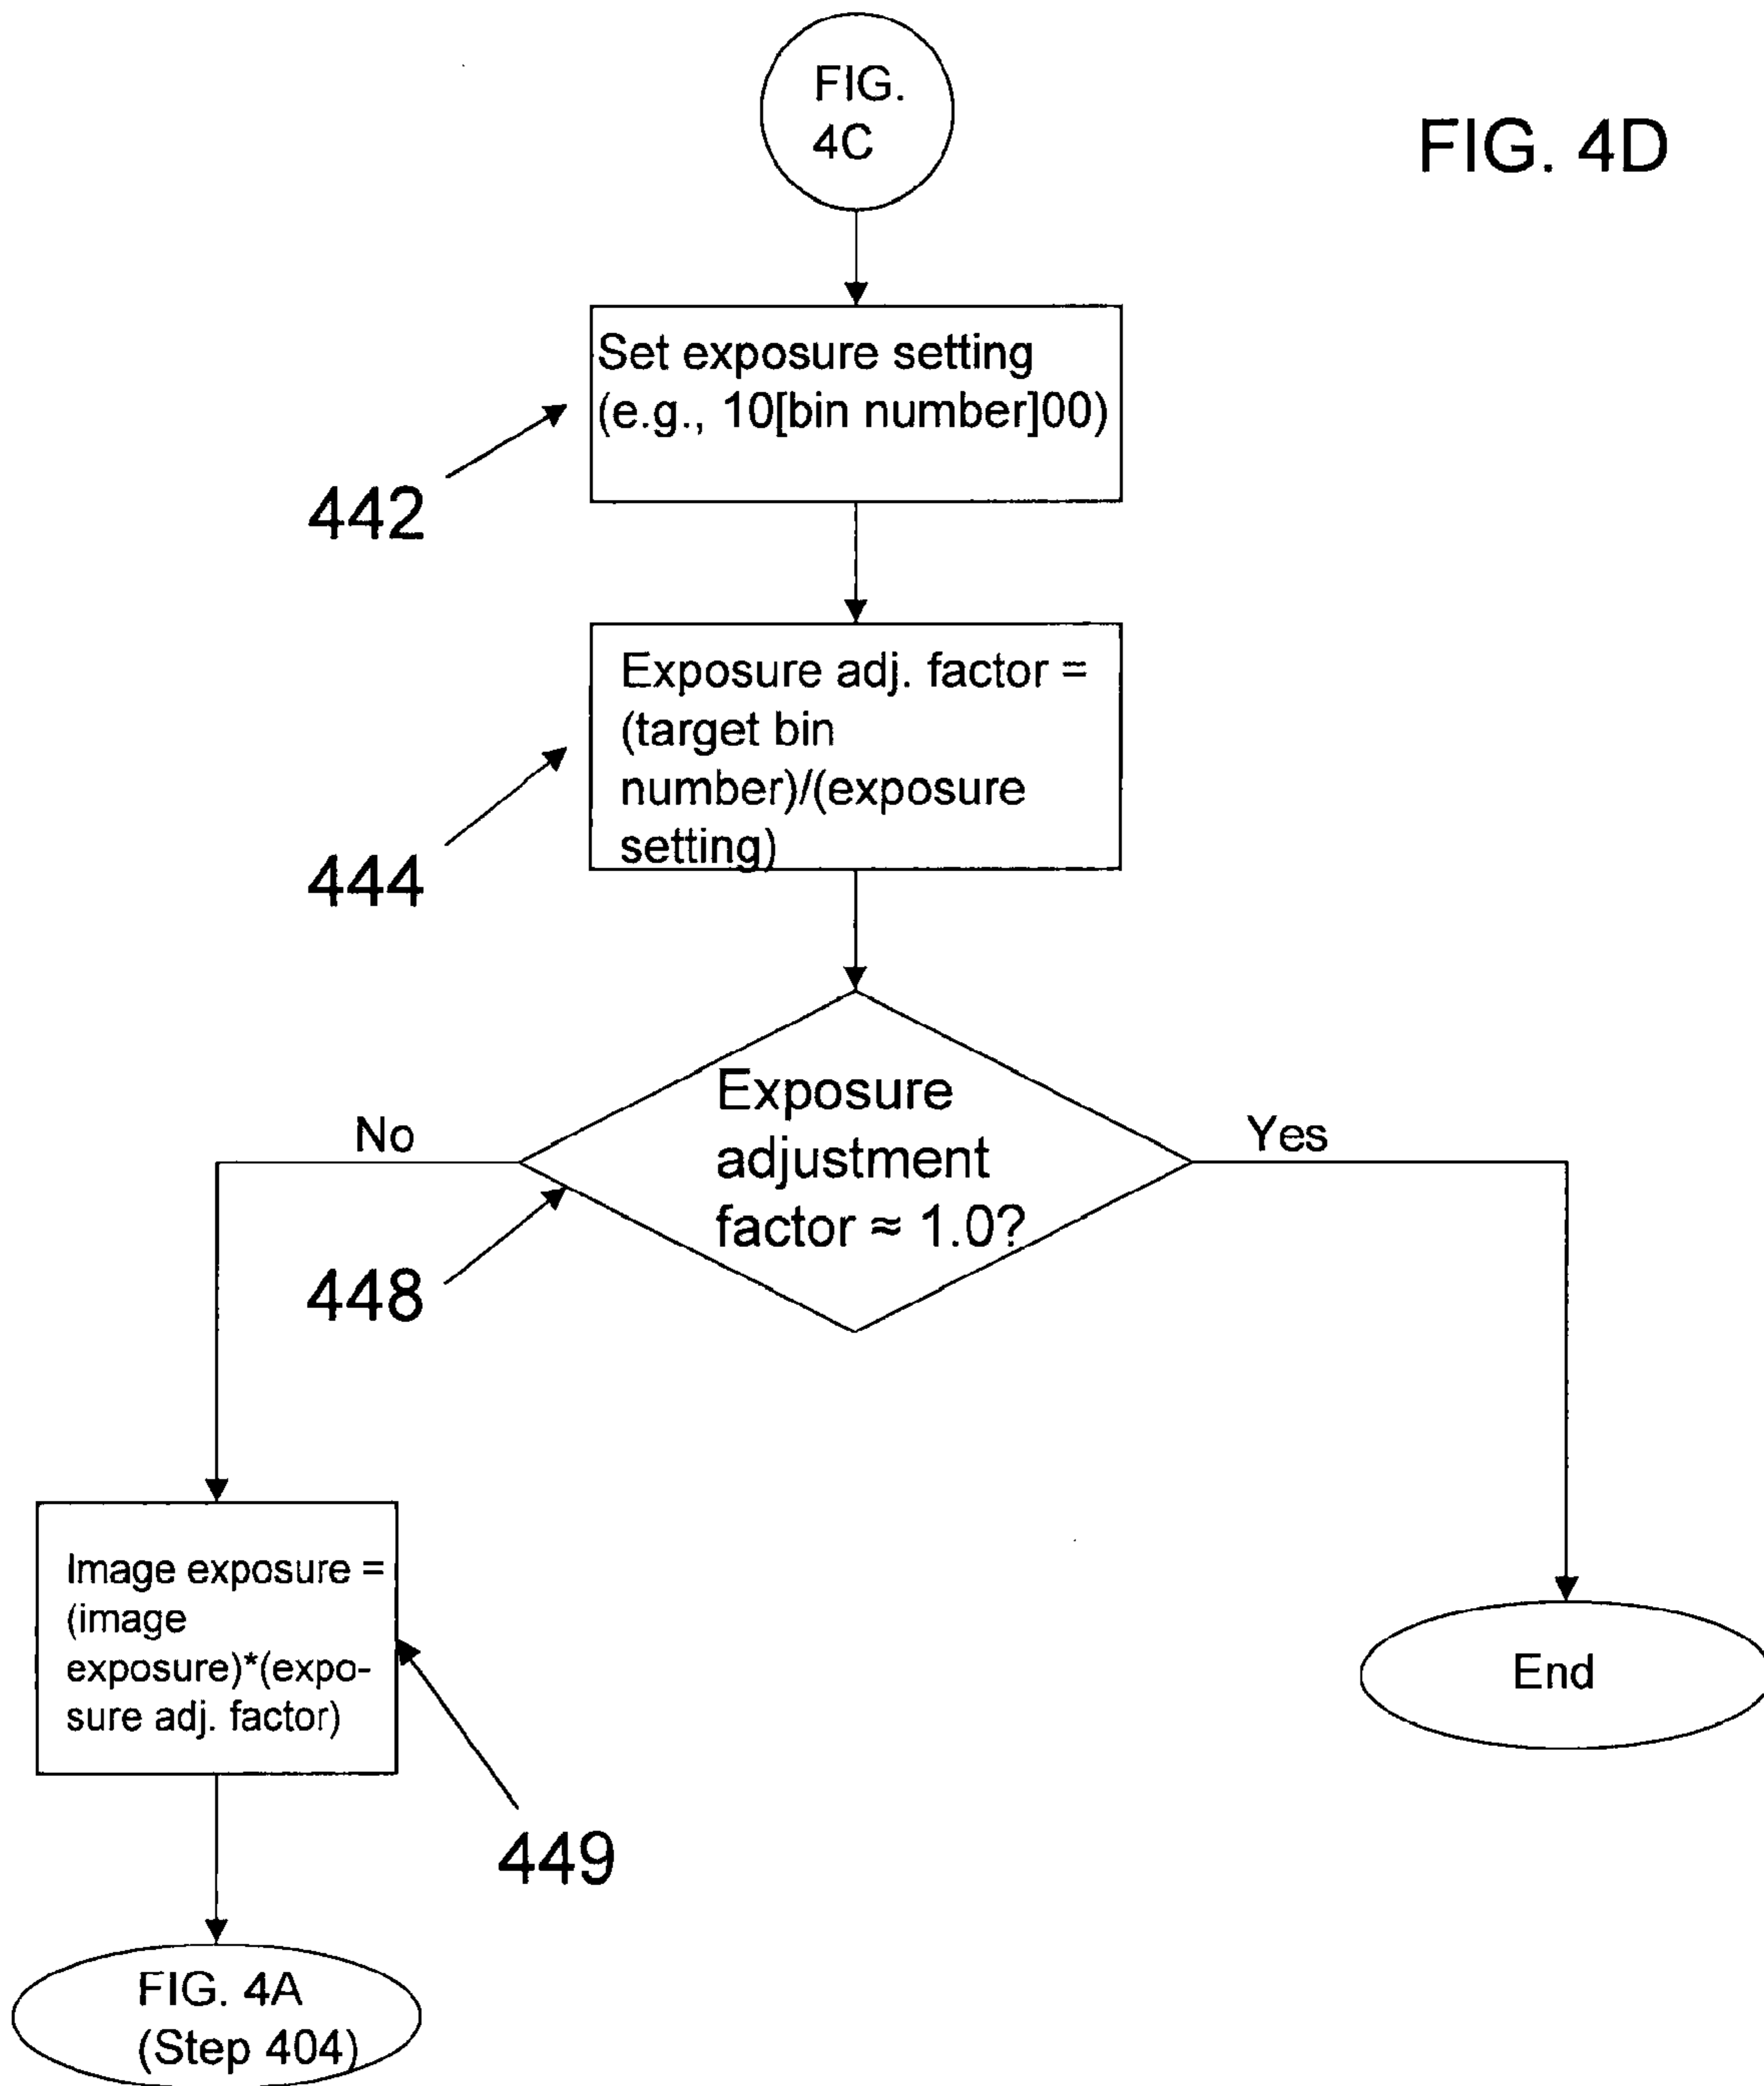 FIG.
4C
FIG. 4D
Set exposure setting
(e.g., 10[bin number]00)
442
Exposure adj. factor =
(target bin
number)/(exposure
setting)
444
Exposure
adjustment
factor ≈ 1.0?
No
Yes
448
Image exposure =
(image
exposure)*(expo-
sure adj. factor)
449
End
FIG. 4A
(Step 404)